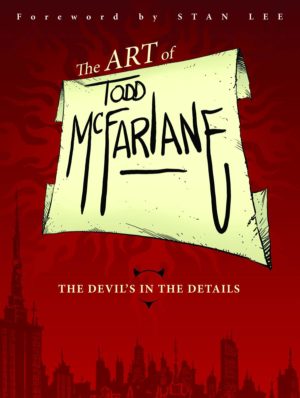 Foreword by STAN LEE
The ART of
TODD
McFARLANE
THE DEVIL'S IN THE DETAILS